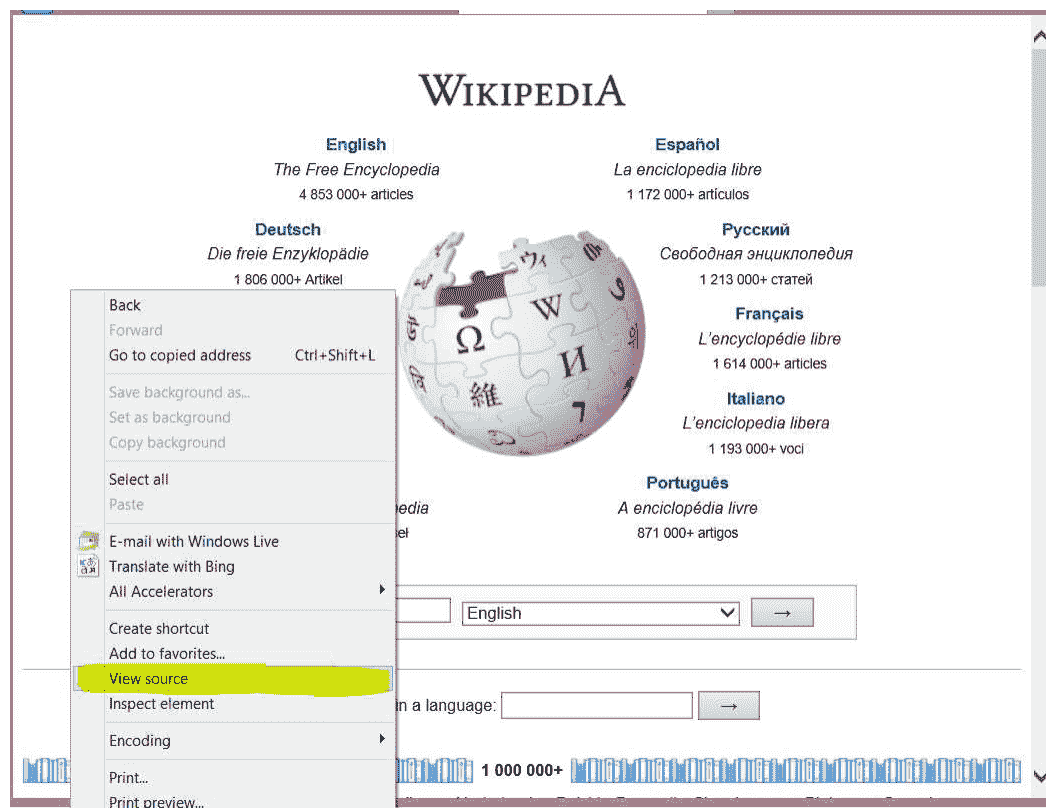 WIKIPEDIA
English
The Free Encyclopedia
4 853 000+ articles
Español
La enciclopedia libre
1 172 000+ artículos
Deutsch
Die freie Enzyklopädie
1 806 000+ Artikel
Русский
Свободная энциклопедия
1 213 000+ статей
Français
L'encyclopédie libre
1 614 000+ articles
Italiano
L'enciclopedia libera
1 193 000+ voci
Português
A enciclopédia livre
871 000+ artigos
Ω
W
И
維
ウィ
7
Back
Forward
Go to copied address Ctrl+Shift+L
Save background as...
Set as background
Copy background
Select all
Paste
E-mail with Windows Live
Translate with Bing
All Accelerators
Create shortcut
Add to favorites...
View source
Inspect element
Encoding
Print...
Print preview...
English
→
in a language:
→
1 000 000+